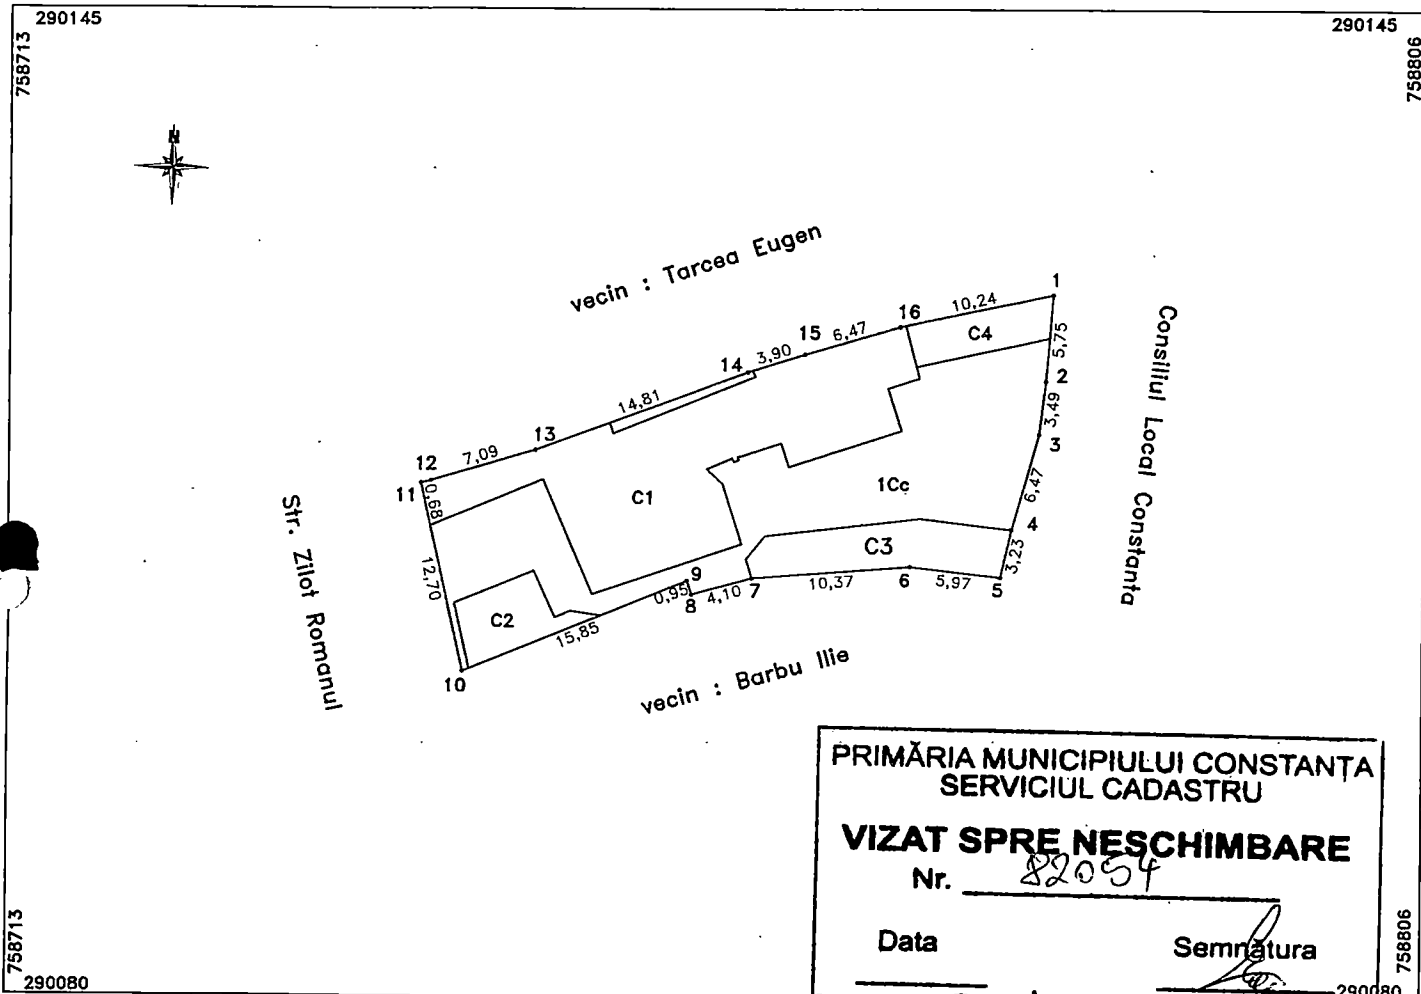 290145
290145
758713
758806
N
vecin : Tarcea Eugen
1
10,24
16
C4
5,75
15
6,47
2
14
3,90
3,49
3
14,81
13
12
7,09
11
0,68
C1
1Cc
6,47
4
C3
3,23
12,70
9
0,95
8
4,10
7
10,37
6
5,97
5
C2
15,85
10
Str. Zilot Romanul
Consiliul Local Constanta
vecin : Barbu Ilie
PRIMĂRIA MUNICIPIULUI CONSTANȚA
SERVICIUL CADASTRU
VIZAT SPRE NESCHIMBARE
Nr. 82054
Data
Semnătura
758713
290080
758806
290080